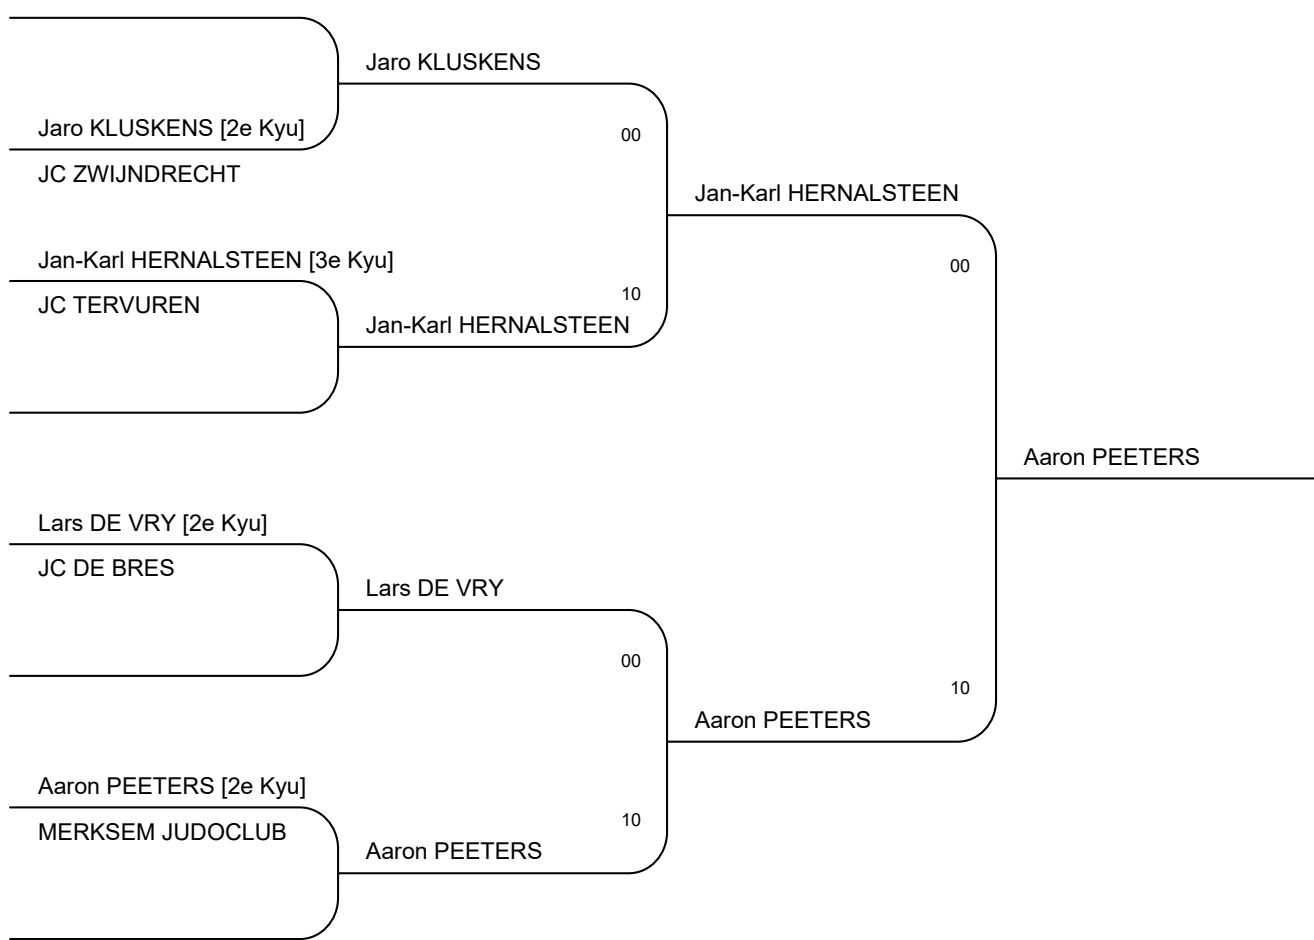 Jaro KLUSKENS
Jaro KLUSKENS [2e Kyu]
00
JC ZWIJNDRECHT
Jan-Karl HERNALSTEEN
Jan-Karl HERNALSTEEN [3e Kyu]
00
JC TERVUREN
10
Jan-Karl HERNALSTEEN
Aaron PEETERS
Lars DE VRY [2e Kyu]
JC DE BRES
Lars DE VRY
00
10
Aaron PEETERS
Aaron PEETERS [2e Kyu]
MERKSEM JUDOCLUB
10
Aaron PEETERS